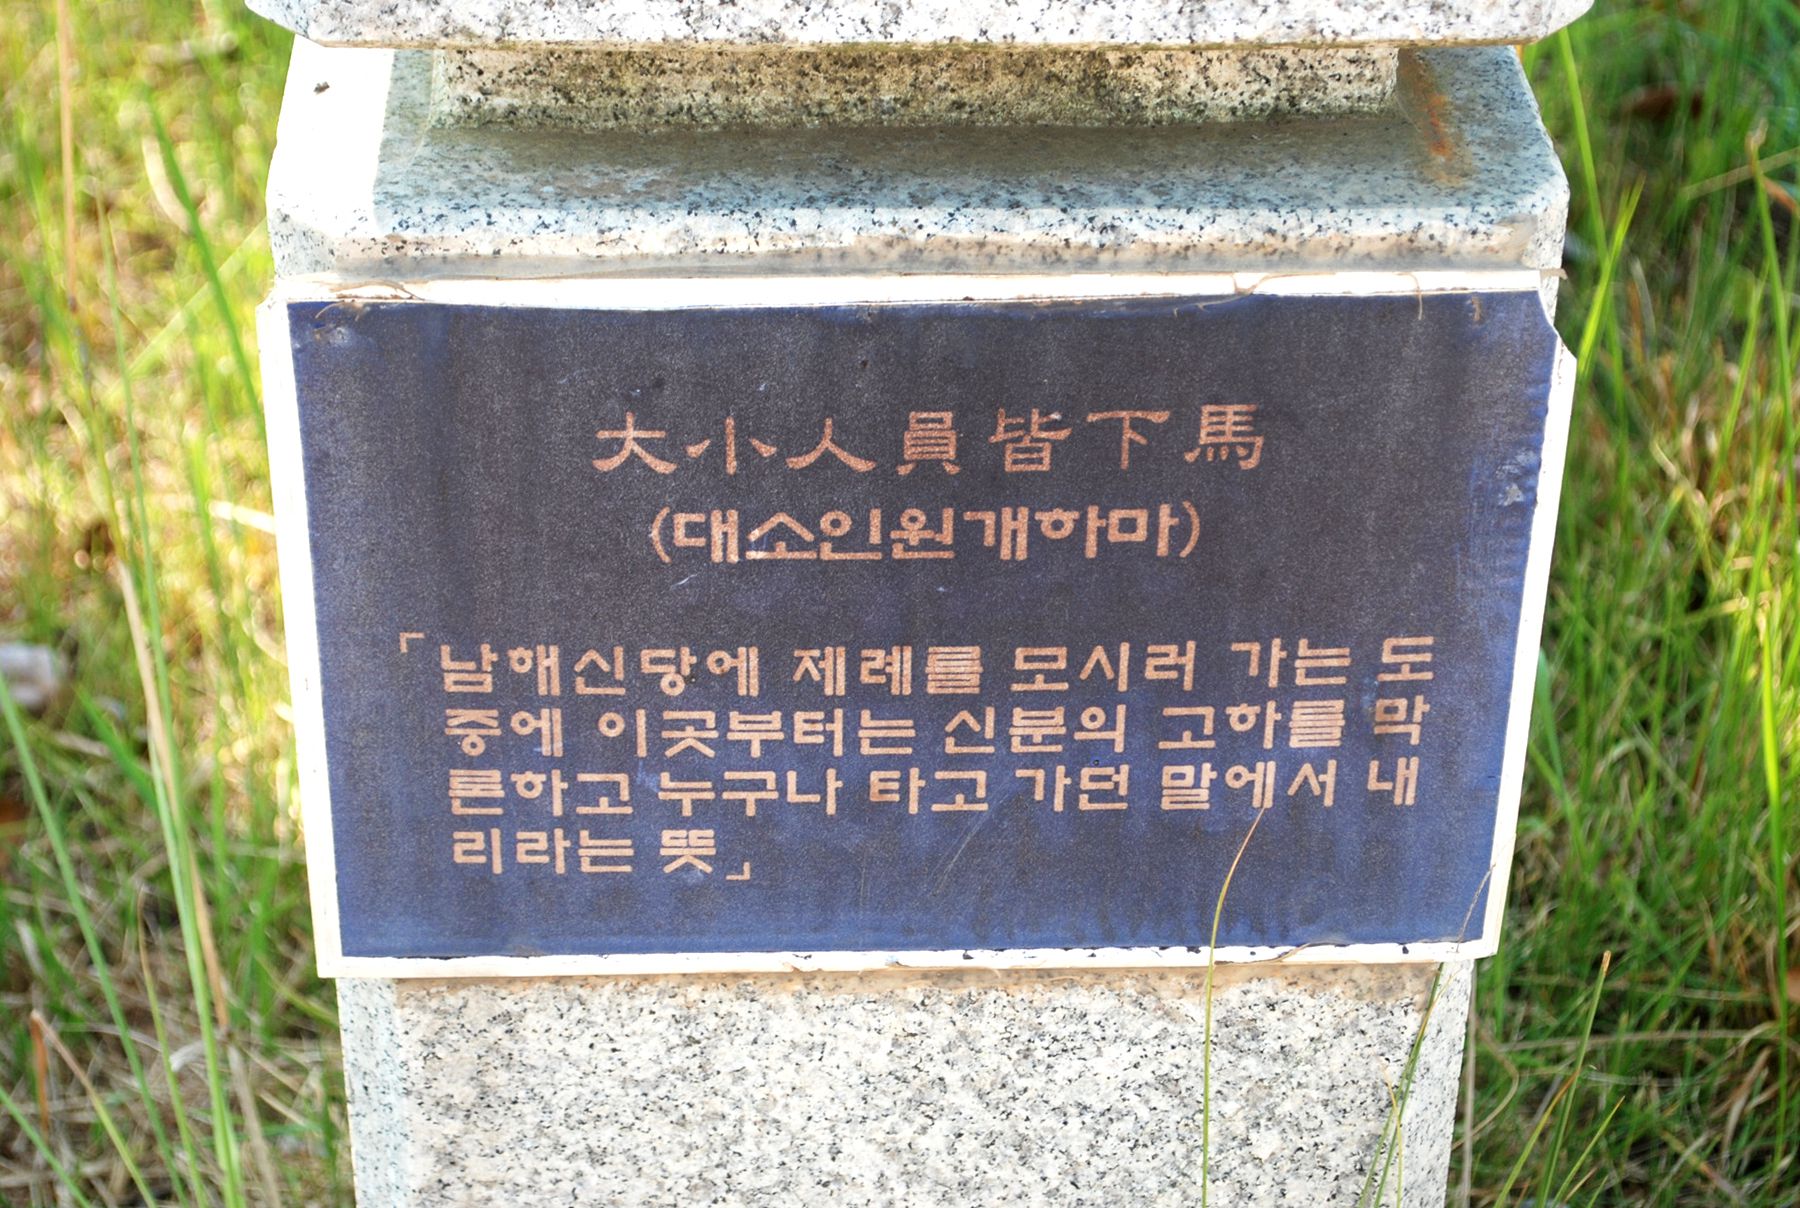 大小人員皆下馬
(대소인원개하마)
「남해신당에 제례를 모시러 가는 도
중에 이곳부터는 신분의 고하를 막
론하고 누구나 타고 가던 말에서 내
리라는 뜻」